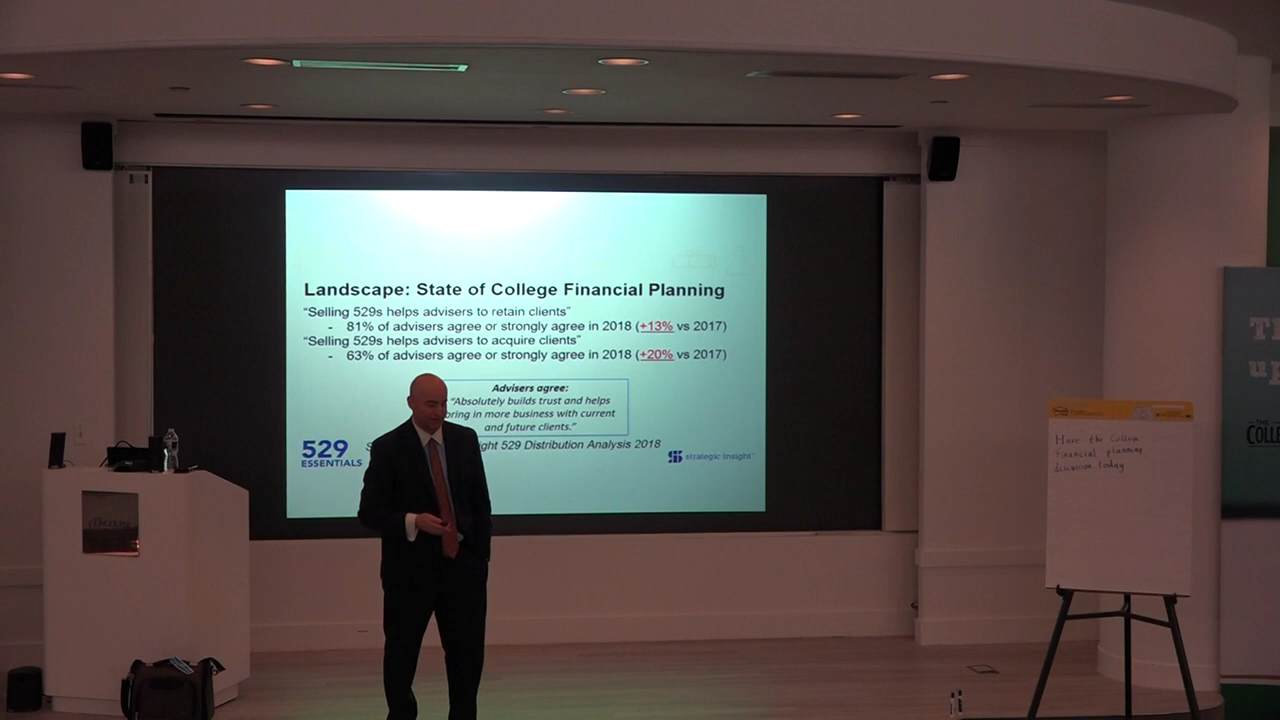 Landscape: State of College Financial Planning
"Selling 529s helps advisers to retain clients"
- 81% of advisers agree or strongly agree in 2018 (+13% vs 2017)
"Selling 529s helps advisers to acquire clients"
- 63% of advisers agree or strongly agree in 2018 (+20% vs 2017)
Advisers agree:
"Absolutely builds trust and helps
bring in more business with current
and future clients."
529 Distribution Analysis 2018
529
ESSENTIALS
strategic insight
Have the College
financial planning
discussion today
THE
COLLE